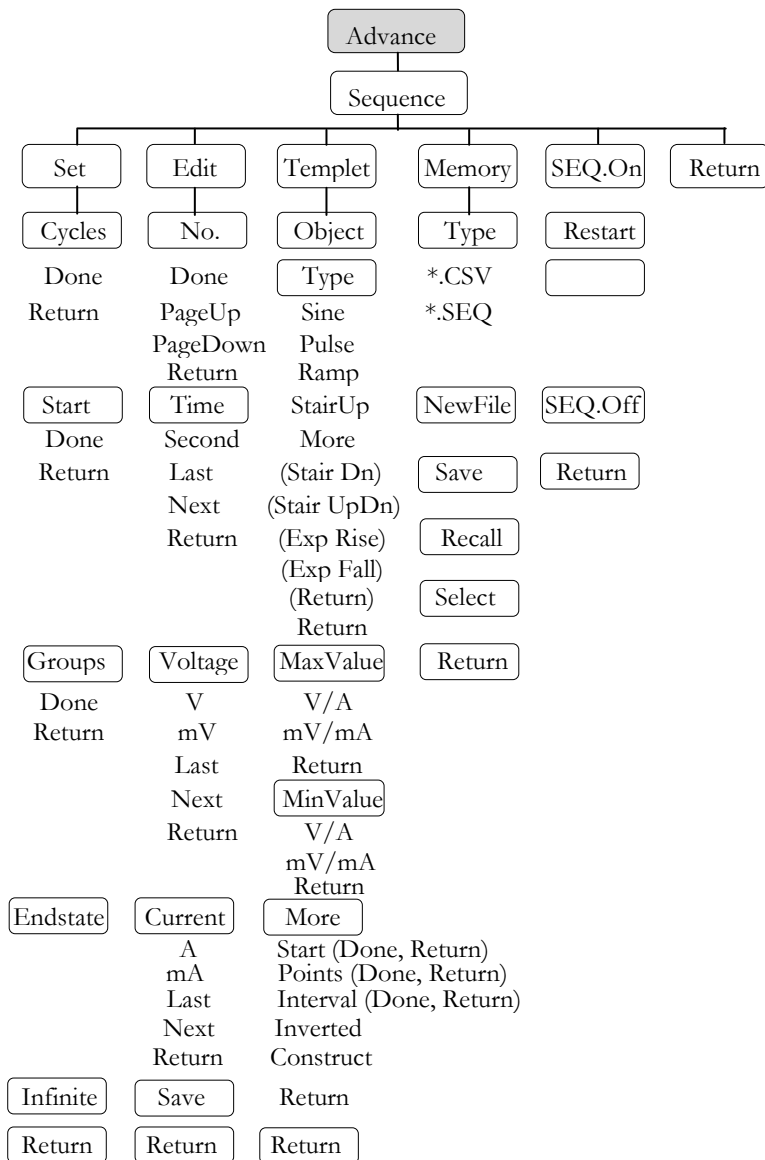 Advance
Sequence
Set Edit Templet Memory SEQ.On Return
Cycles No. Object Type Restart
Done Done Type *.CSV
Return PageUp Sine *.SEQ
PageDown Pulse
Return Ramp
Start Time StairUp NewFile SEQ.Off
Done Second More
Return Last (Stair Dn) Save Return
Next (Stair UpDn)
Return (Exp Rise) Recall
(Exp Fall)
(Return) Select
Return
Groups Voltage MaxValue Return
Done V V/A
Return mV mV/mA
Last Return
Next MinValue
Return V/A
mV/mA
Return
Endstate Current More
A Start (Done, Return)
mA Points (Done, Return)
Last Interval (Done, Return)
Next Inverted
Return Construct
Infinite Save Return
Return Return Return